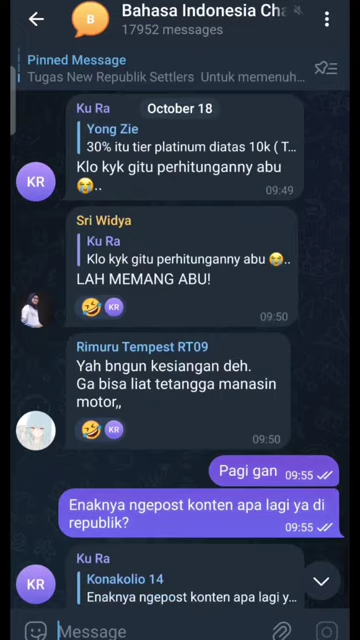 Bahasa Indonesia Cha
17952 messages
Pinned Message
Tugas New Republik Settlers Untuk memenuh...
October 18
Ku Ra
Yong Zie
30% itu tier platinum diatas 10k ( T...
Klo kyk gitu perhitunganny abu
😭..
09:49
KR
Sri Widya
Ku Ra
Klo kyk gitu perhitunganny abu 😭..
LAH MEMANG ABU!
🤣 KR
09:50
Rimuru Tempest RT09
Yah bngun kesiangan deh.
Ga bisa liat tetangga manasin
motor,,
🤣 KR
09:50
Pagi gan 09:55
Enaknya ngepost konten apa lagi ya di
republik?
09:55
Ku Ra
Konakolio 14
Enaknya ngepost konten apa lagi y...
KR
Message